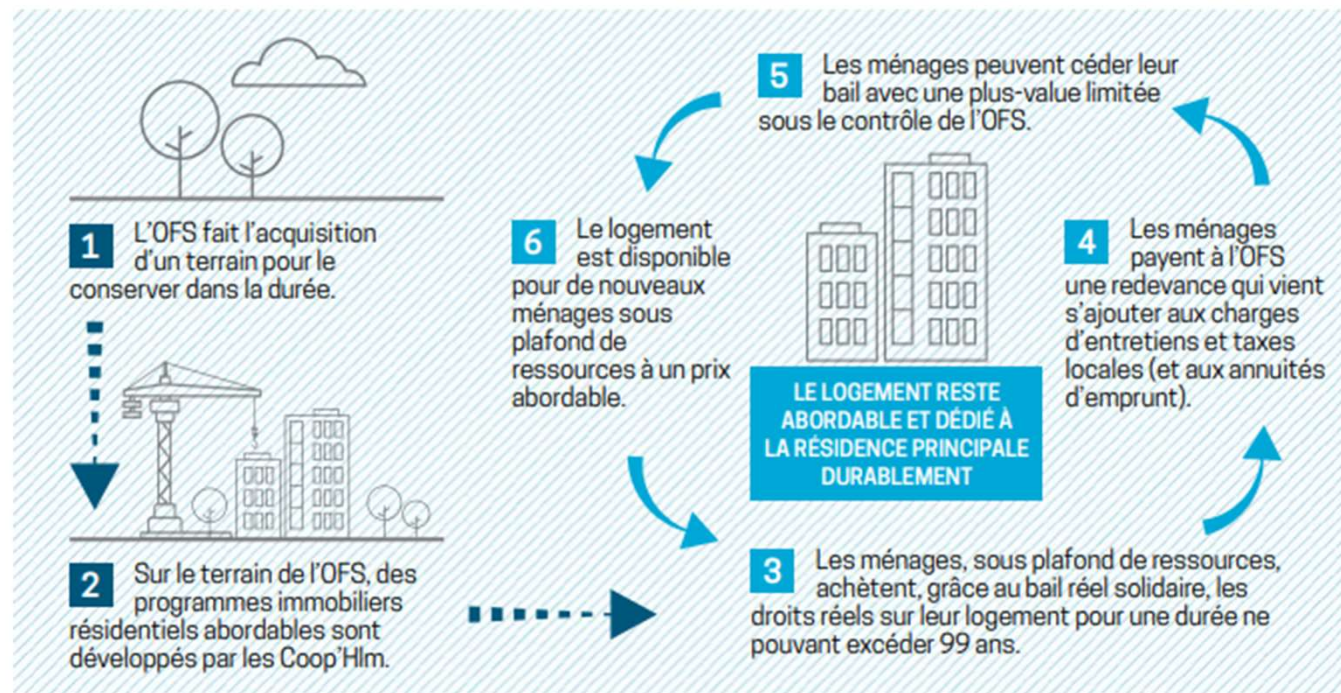 1 L'OFS fait l'acquisition
d'un terrain pour le
conserver dans la durée.
2 Sur le terrain de l'OFS, des
programmes immobiliers
résidentiels abordables sont
développés par les Coop'Hlm.
3 Les ménages, sous plafond de ressources,
achètent, grâce au bail réel solidaire, les
droits réels sur leur logement pour une durée ne
pouvant excéder 99 ans.
4 Les ménages
payent à l'OFS
une redevance qui vient
s'ajouter aux charges
d'entretiens et taxes
locales (et aux annuités
d'emprunt).
5 Les ménages peuvent céder leur
bail avec une plus-value limitée
sous le contrôle de l'OFS.
6 Le logement
est disponible
pour de nouveaux
ménages sous
plafond de
ressources à un prix
abordable.
LE LOGEMENT RESTE
ABORDABLE ET DÉDIÉ À
LA RÉSIDENCE PRINCIPALE
DURABLEMENT